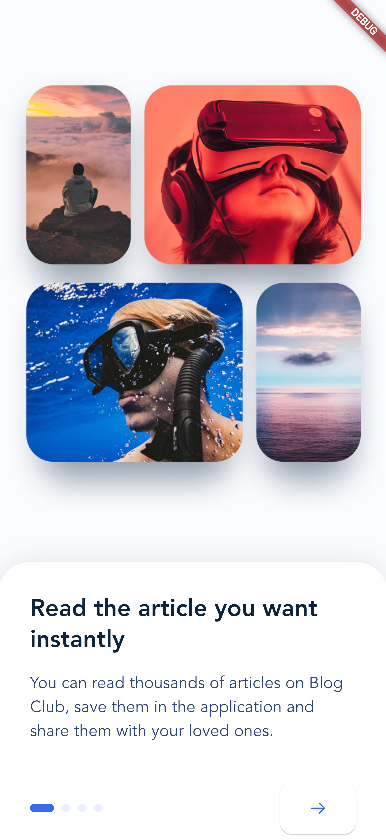 DEBUG
Read the article you want
instantly
You can read thousands of articles on Blog
Club, save them in the application and
share them with your loved ones.